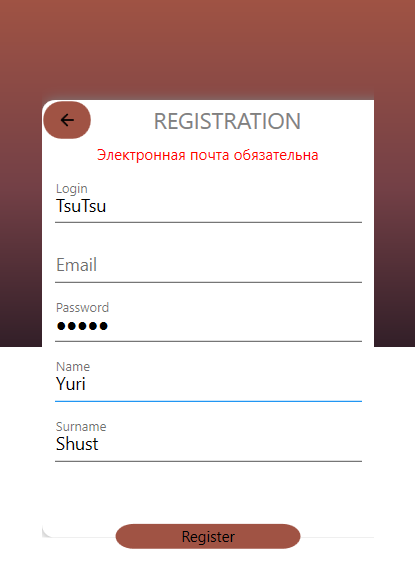 REGISTRATION
Электронная почта обязательна
Login
TsuTsu
Email
Password
●●●●●
Name
Yuri
Surname
Shust
Register